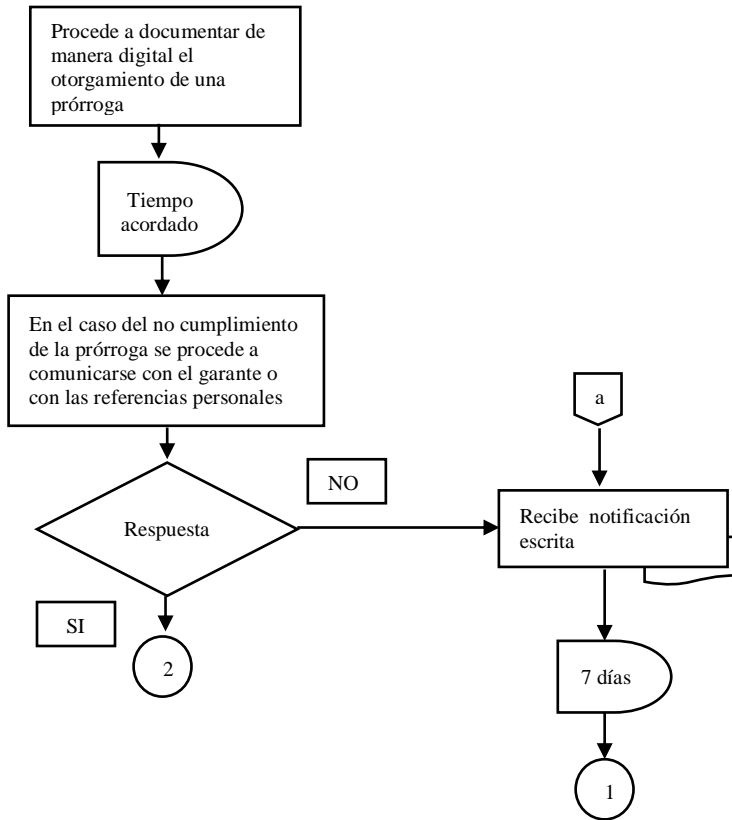 Procede a documentar de
manera digital el
otorgamiento de una
prórroga
Tiempo
acordado
En el caso del no cumplimiento
de la prórroga se procede a
comunicarse con el garante o
con las referencias personales
a
NO
Respuesta
Recibe notificación
escrita
SI
2
7 días
1